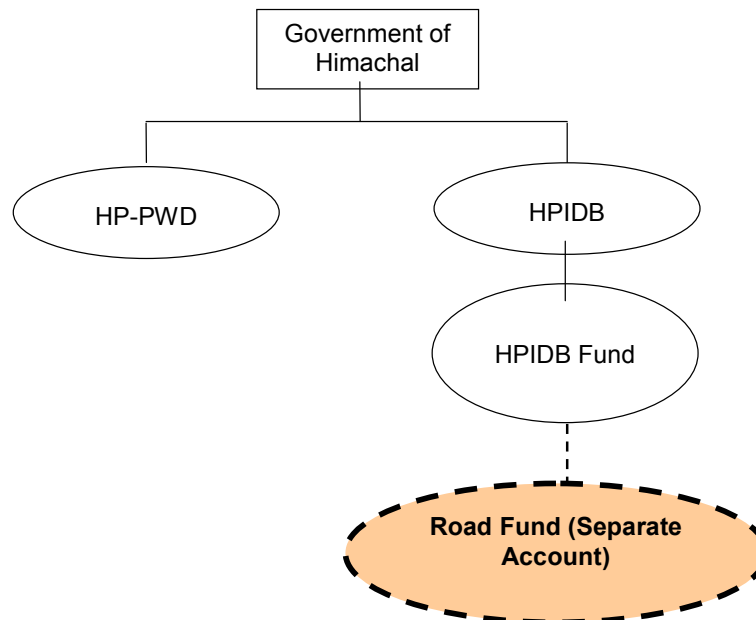 Government of
Himachal
HP-PWD
HPIDB
HPIDB Fund
Road Fund (Separate
Account)